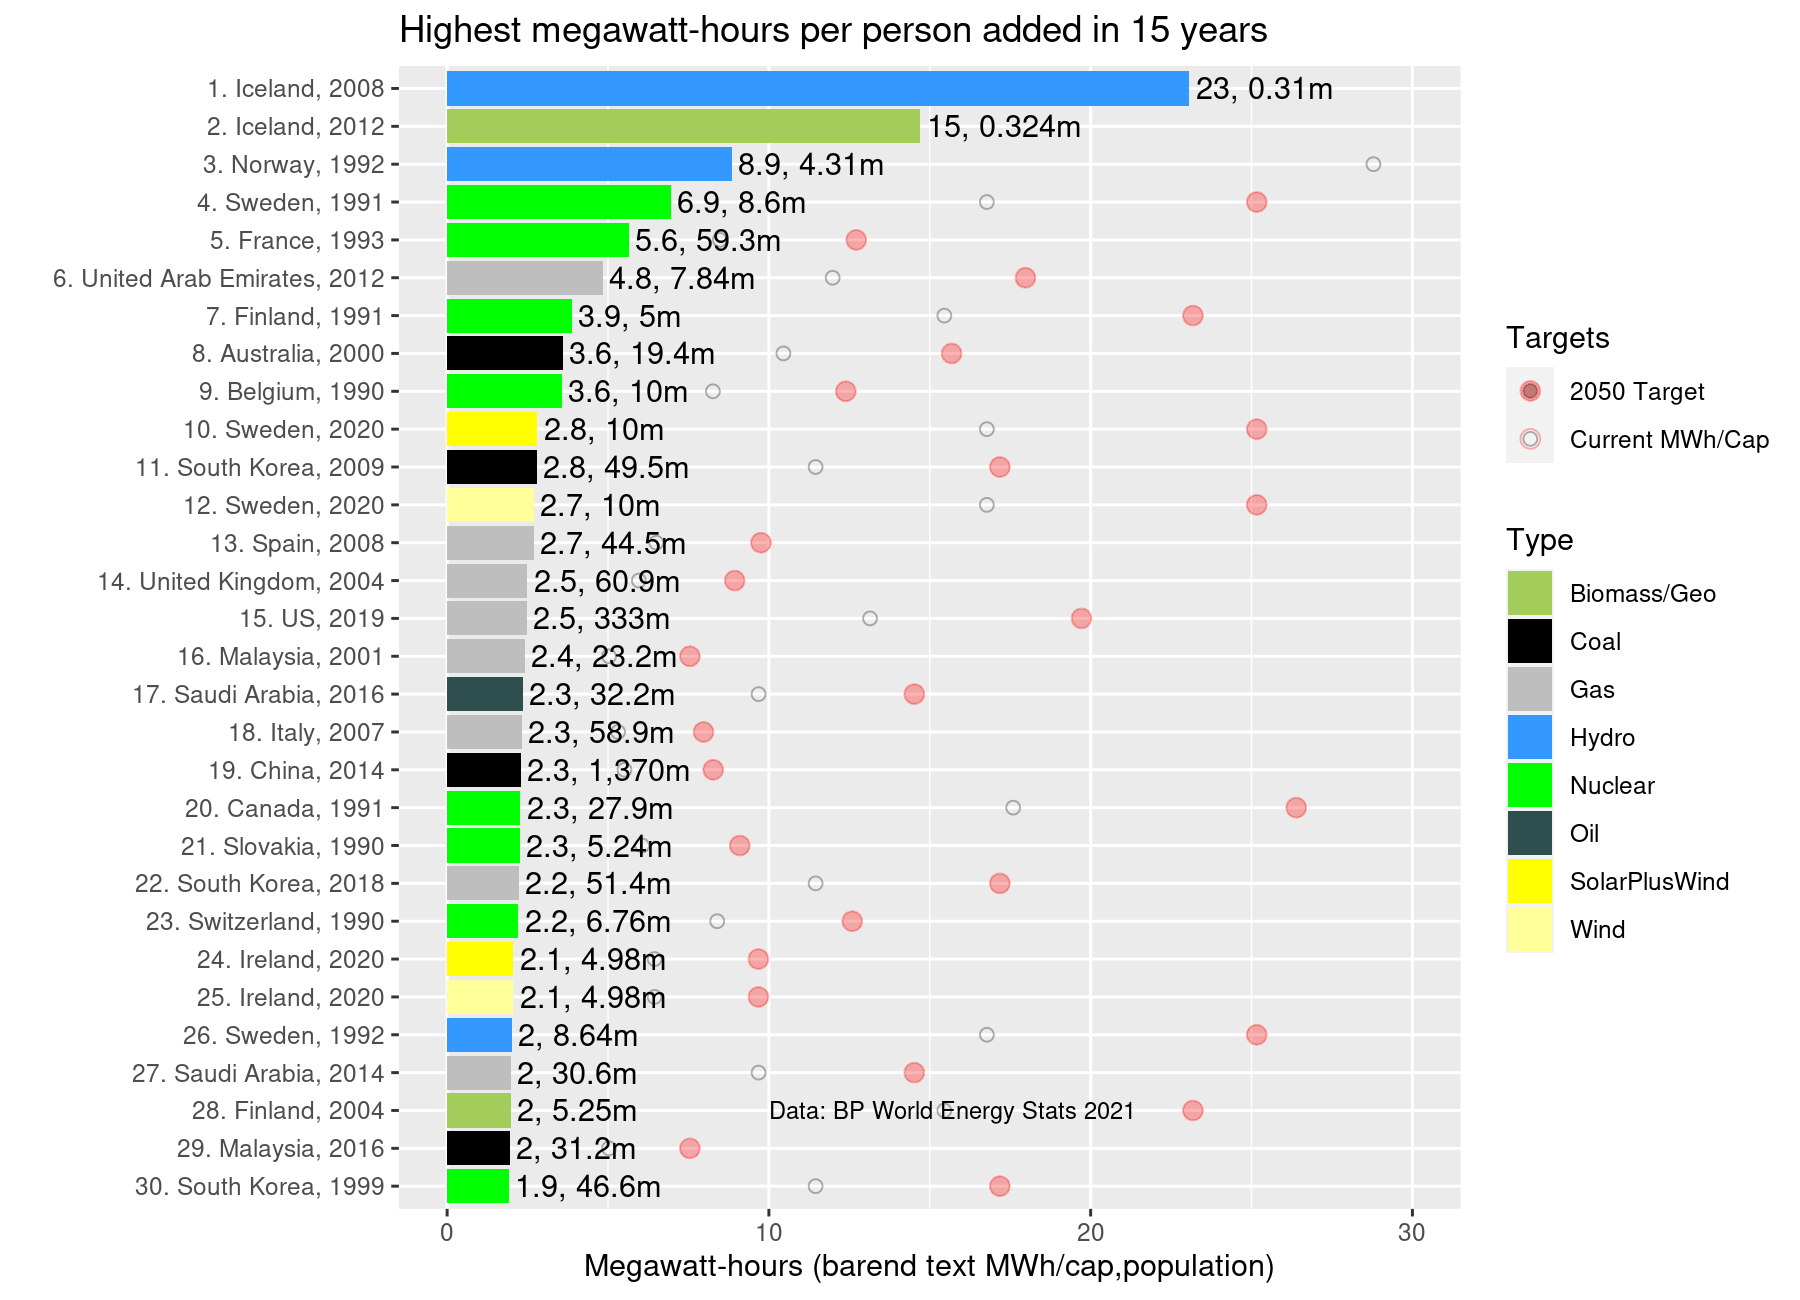 Highest megawatt-hours per person added in 15 years
1. Iceland, 2008 23, 0.31m
2. Iceland, 2012 15, 0.324m
3. Norway, 1992 8.9, 4.31m
4. Sweden, 1991 6.9, 8.6m
5. France, 1993 5.6, 59.3m
6. United Arab Emirates, 2012 4.8, 7.84m
7. Finland, 1991 3.9, 5m
8. Australia, 2000 3.6, 19.4m
9. Belgium, 1990 3.6, 10m
10. Sweden, 2020 2.8, 10m
11. South Korea, 2009 2.8, 49.5m
12. Sweden, 2020 2.7, 10m
13. Spain, 2008 2.7, 44.5m
14. United Kingdom, 2004 2.5, 60.9m
15. US, 2019 2.5, 333m
16. Malaysia, 2001 2.4, 23.2m
17. Saudi Arabia, 2016 2.3, 32.2m
18. Italy, 2007 2.3, 58.9m
19. China, 2014 2.3, 1,370m
20. Canada, 1991 2.3, 27.9m
21. Slovakia, 1990 2.3, 5.24m
22. South Korea, 2018 2.2, 51.4m
23. Switzerland, 1990 2.2, 6.76m
24. Ireland, 2020 2.1, 4.98m
25. Ireland, 2020 2.1, 4.98m
26. Sweden, 1992 2, 8.64m
27. Saudi Arabia, 2014 2, 30.6m
28. Finland, 2004 2, 5.25m Data: BP World Energy Stats 2021
29. Malaysia, 2016 2, 31.2m
30. South Korea, 1999 1.9, 46.6m
0 10 20 30
Megawatt-hours (barend text MWh/cap,population)
Targets
2050 Target
Current MWh/Cap
Type
Biomass/Geo
Coal
Gas
Hydro
Nuclear
Oil
SolarPlusWind
Wind